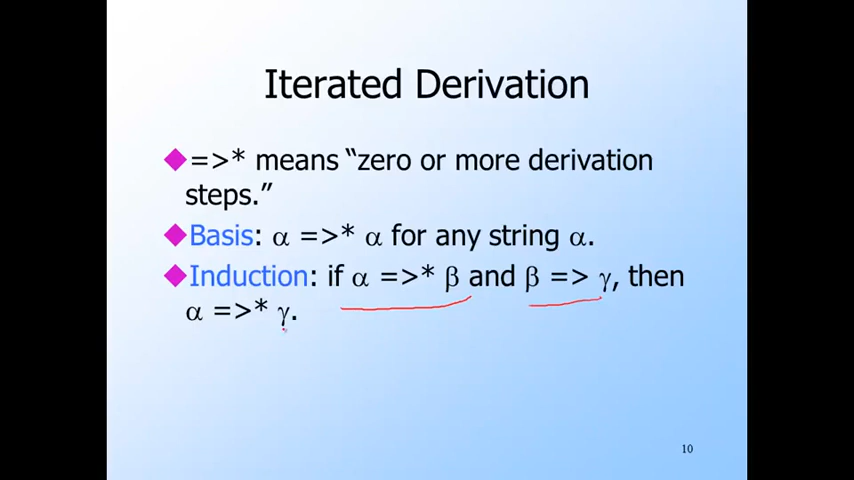 Iterated Derivation
◆=>* means “zero or more derivation
steps.”
◆Basis: α =>* α for any string α.
◆Induction: if α =>* β and β => γ, then
α =>* γ.
10